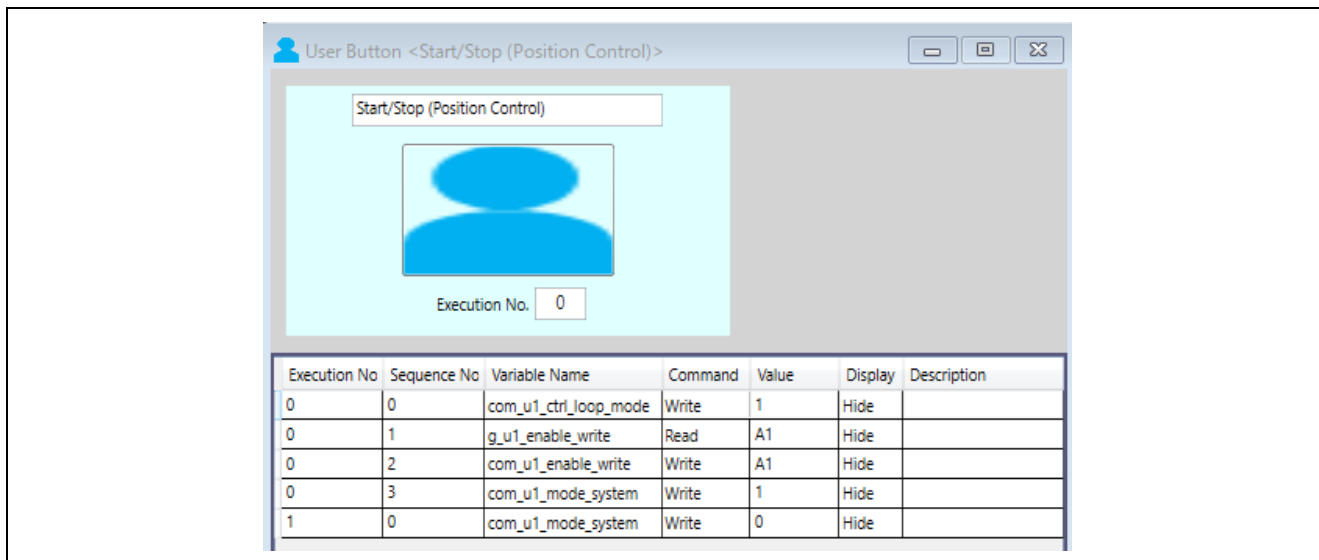 User Button <Start/Stop (Position Control)>
Start/Stop (Position Control)
Execution No. 0
Execution No Sequence No Variable Name Command Value Display Description
0 0 com_u1_ctrl_loop_mode Write 1 Hide
0 1 g_u1_enable_write Read A1 Hide
0 2 com_u1_enable_write Write A1 Hide
0 3 com_u1_mode_system Write 1 Hide
1 0 com_u1_mode_system Write 0 Hide